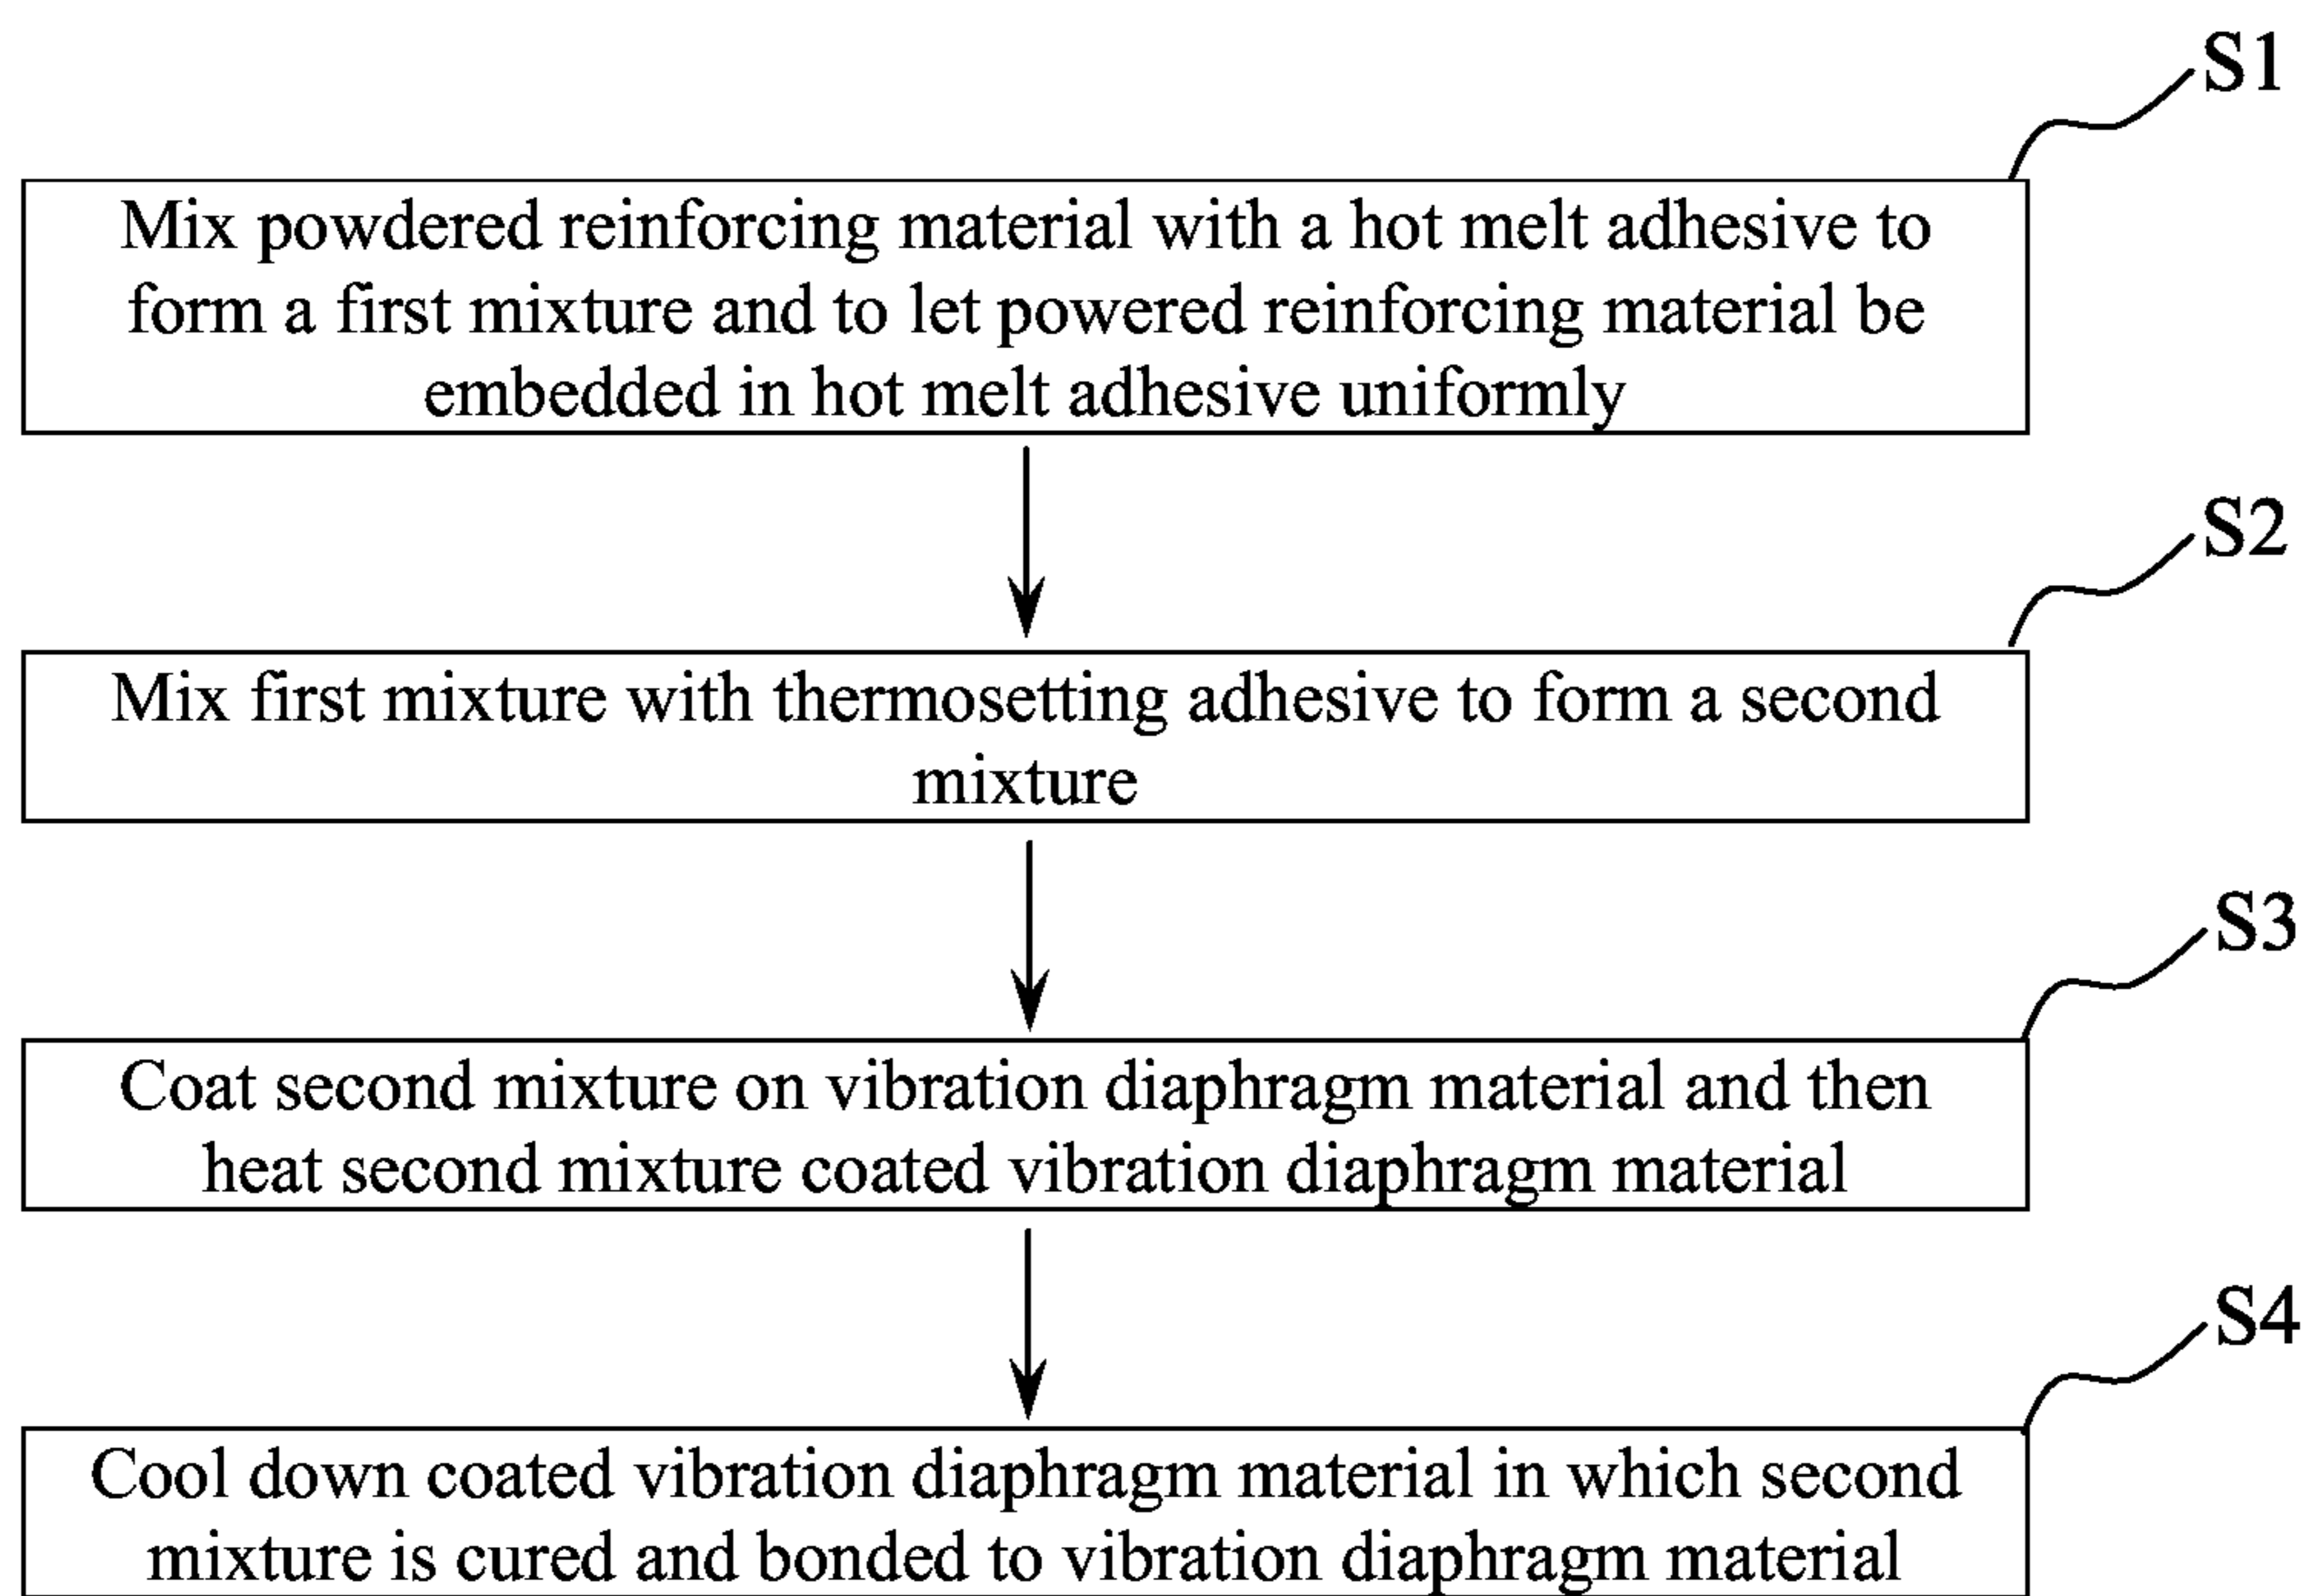 S1
Mix powdered reinforcing material with a hot melt adhesive to
form a first mixture and to let powered reinforcing material be
embedded in hot melt adhesive uniformly
S2
Mix first mixture with thermosetting adhesive to form a second
mixture
S3
Coat second mixture on vibration diaphragm material and then
heat second mixture coated vibration diaphragm material
S4
Cool down coated vibration diaphragm material in which second
mixture is cured and bonded to vibration diaphragm material